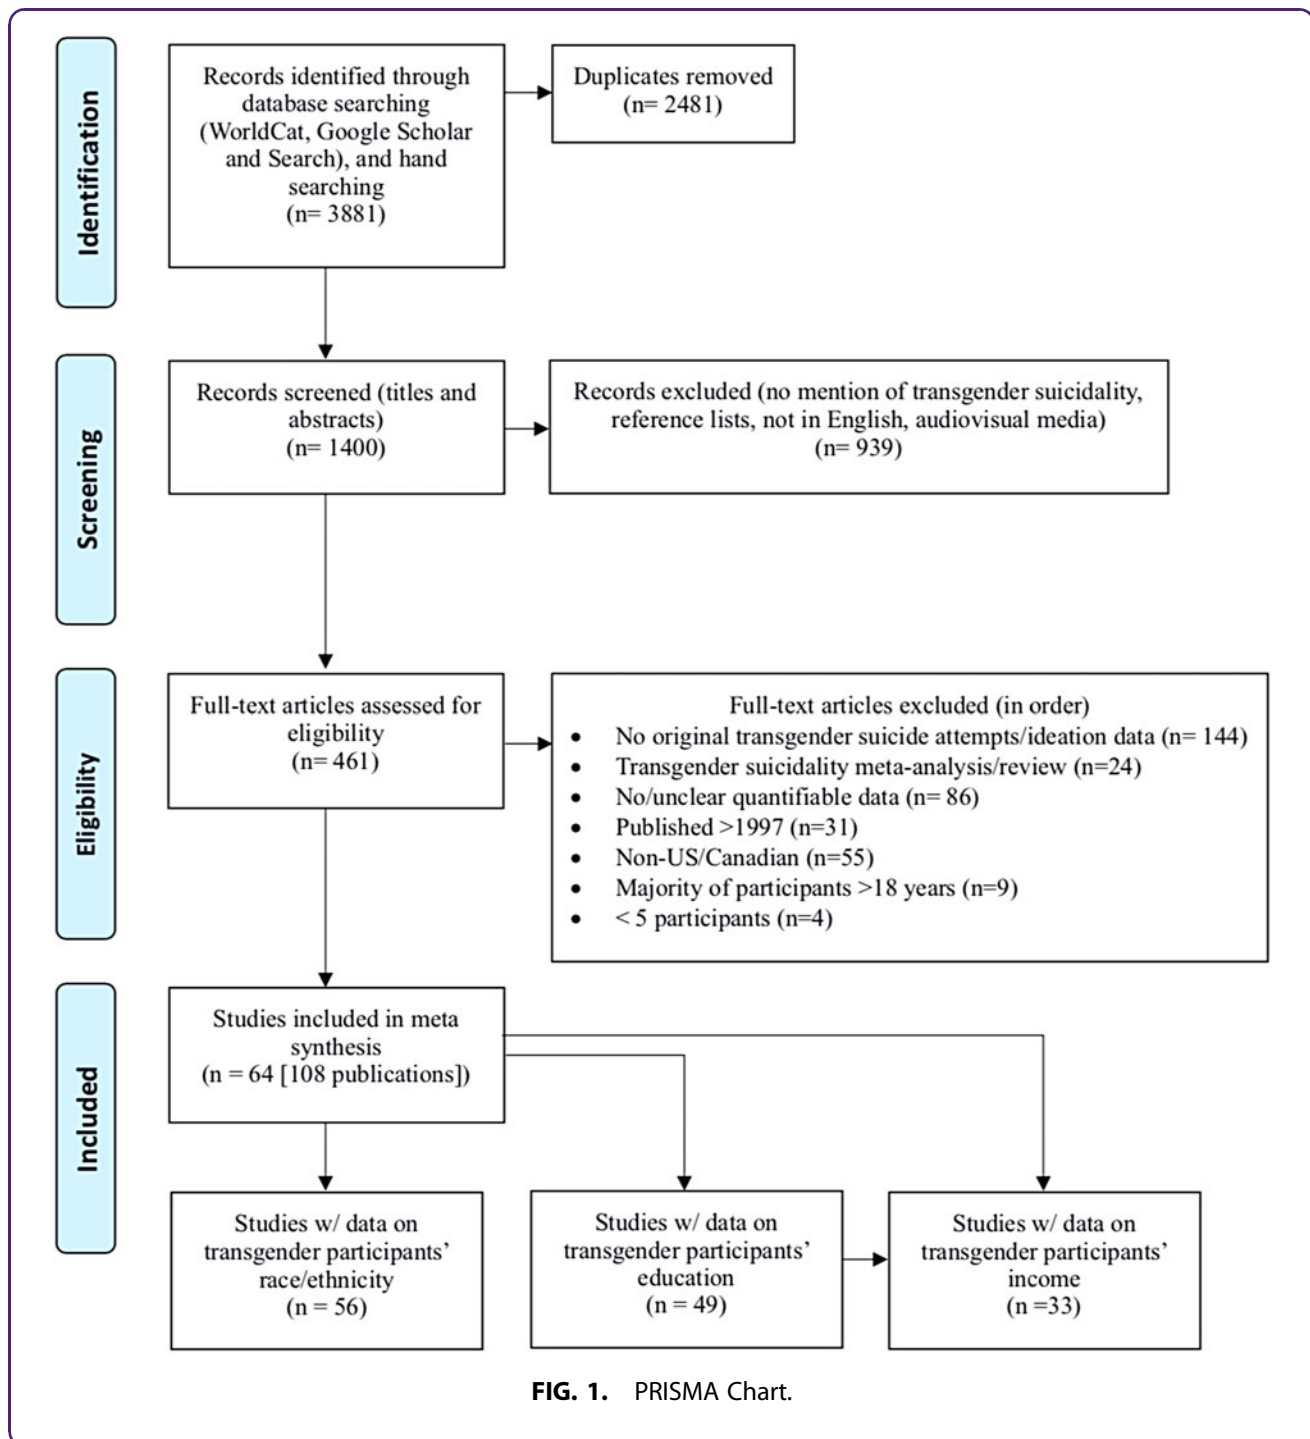 Identification
Records identified through
database searching
(WorldCat, Google Scholar
and Search), and hand
searching
(n= 3881)
Duplicates removed
(n= 2481)
Screening
Records screened (titles and
abstracts)
(n= 1400)
Records excluded (no mention of transgender suicidality,
reference lists, not in English, audiovisual media)
(n= 939)
Eligibility
Full-text articles assessed for
eligibility
(n= 461)
Full-text articles excluded (in order)
• No original transgender suicide attempts/ideation data (n= 144)
• Transgender suicidality meta-analysis/review (n=24)
• No/unclear quantifiable data (n= 86)
• Published >1997 (n=31)
• Non-US/Canadian (n=55)
• Majority of participants >18 years (n=9)
• < 5 participants (n=4)
Included
Studies included in meta
synthesis
(n = 64 [108 publications])
Studies w/ data on
transgender participants’
race/ethnicity
(n = 56)
Studies w/ data on
transgender participants’
education
(n = 49)
Studies w/ data on
transgender participants’
income
(n =33)
FIG. 1. PRISMA Chart.